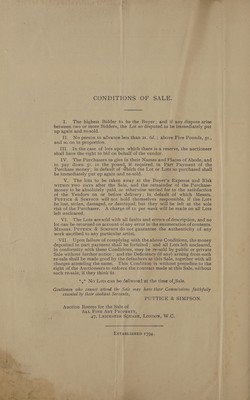 CONDITIONS OF SALE.
I. The highest Bidder to be the Buyer: and if any dispute arise
between two or more Bidders, the Lot so disputed to be immediately put
up again and re-sold.
II. No person to advance less than 6d. ; above Five Pounds, 2s.,
and so on in proportion.
III. In the case of lots upon which there is a reserve, the auctioneer
shall have the right to bid on behalf of the vendor.
IV. The Purchasers to give in their Names and Places of Abode, and
to pay down 5s. in the pound, if required, in Part Payment of the
Purchase money ; in default of which the Lot or Lots so purchased shall
be immediately put up again and re-sold.
V. The lots to be taken away at the Buyer's Expense and Risk
WITHIN TWO DAYS after the Sale, and the remainder of the Purchase-
money to be absolutely paid, or otherwise settled for to the satisfaction
of the Vendors on or before delivery ; in default of which Messrs.
PUTTICK & SIMPSON will not hold themselves responsible, if the Lots
be lost, stolen, damaged, or destroyed, but they will be left at the sole
risk of the Purchaser. A charge of 1s. per week will be made on all lots
left uncleared.
VI. The Lots are sold with all faults and errors of description, and no
lot can be returned on account of any error in the enumeration of contents.
MESSRS. PUTTICK & SIMPSON do not guarantee the authenticity of any
work ascribed to any particular artist.
VII. Upon failure of complying with the above Conditions, the money
deposited in part payment shall be forfeited ; and all Lots left uncleared,
in conformity with these Conditions, may be re-sold by public or private
Sale without further notice ; and the Deficiency (if any) arising from such
re-sale shall be made good by the defaulters at this Sale, together with all
charges attending the same. This Condition is without prejudice to the
right of the Auctioneers to enforce the contract made at this Sale, without
such re-sale, if they think fit.
*** No Lot can be delivered at the time of Sale.
Gentlemen who cannot attend the Sale may have their Commissions faithfully
executed by their obedient Servants,
PUTTICK & SIMPSON.
Auction Rooms for the Sale of
ALL FINE ART PROPERTY,
47, LEICESTER SQUARE, LONDON, W.C.
ESTABLISHED 1794.